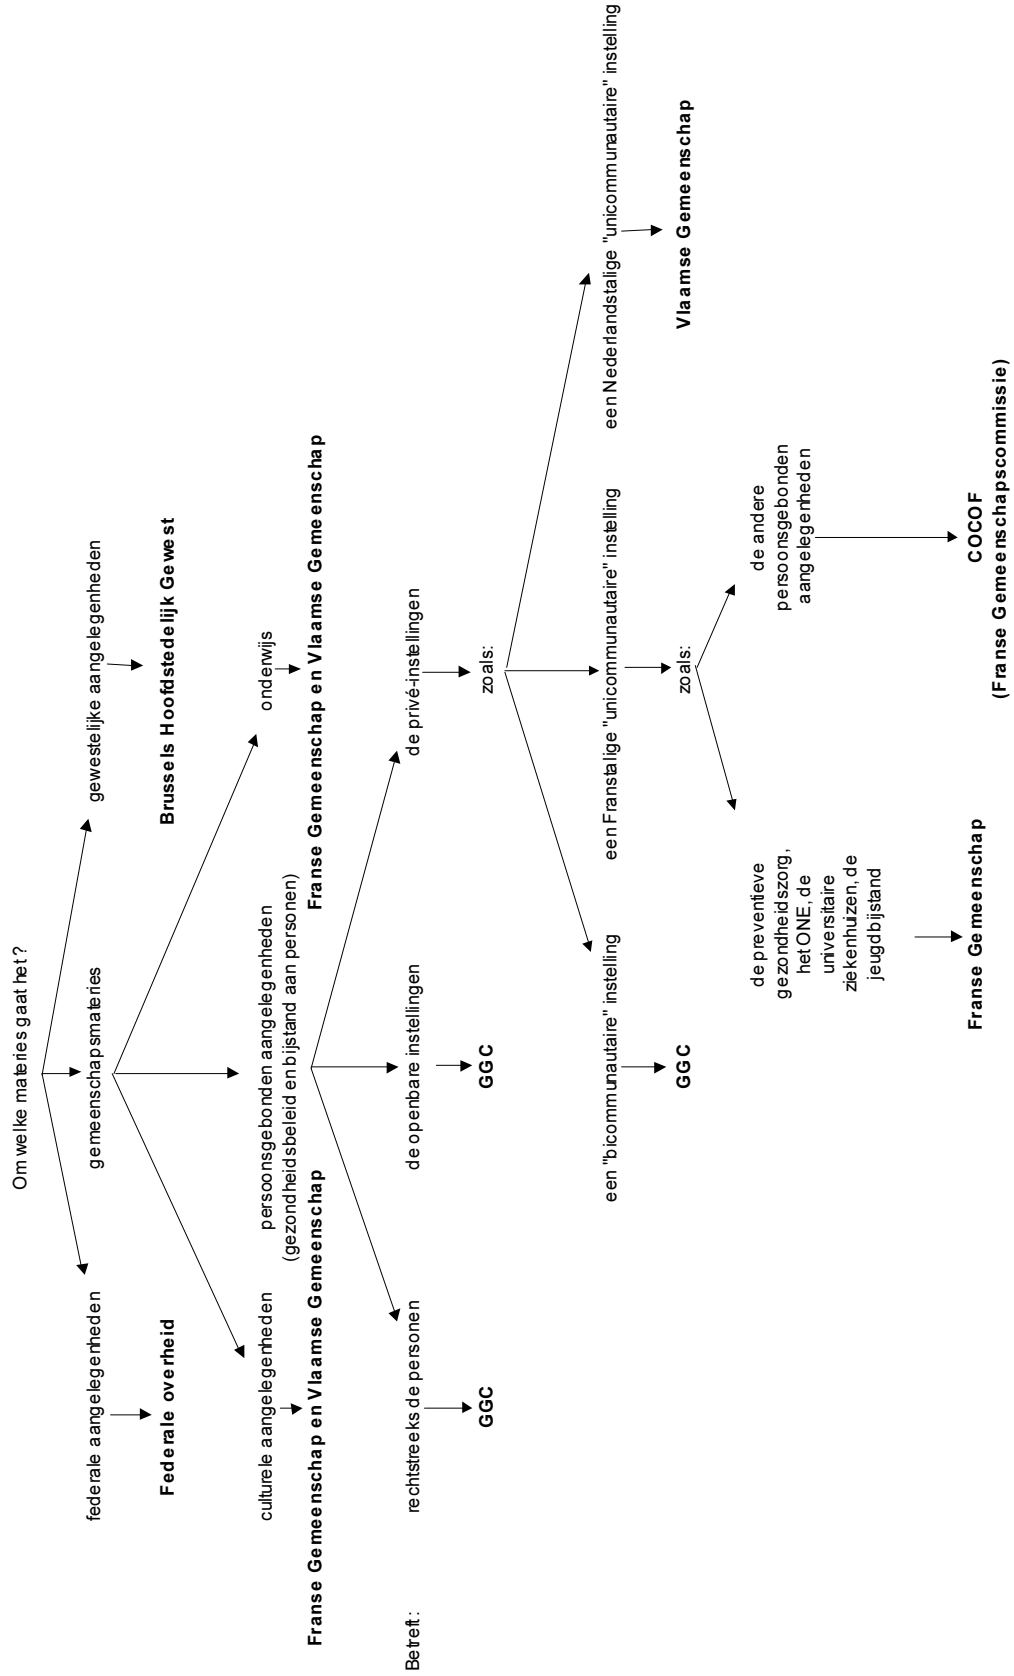 Om welke materies gaat het?
federale aangelegenheden
gemeenschapsmateries
gewestelijke aangelegenheden
Federale overheid
Brussels Hoofdstedelijk Gewest
culturele aangelegenheden
persoonsgebonden aangelegenheden
(gezondheidsbeleid en bijstand aan personen)
onderwijs
Franse Gemeenschap en Vlaamse Gemeenschap
Franse Gemeenschap en Vlaamse Gemeenschap
Betreft:
rechtstreeks de personen
de openbare instellingen
de privé-instellingen
GGC
GGC
zoals:
een "bicommunautaire" instelling
een Franstalige "unicommunautaire" instelling
een Nederlandstalige "unicommunautaire" instelling
GGC
zoals:
Vlaamse Gemeenschap
de preventieve
gezondheidszorg,
het ONE, de
universitaire
ziekenhuizen, de
jeugdbijstand
de andere
persoonsgebonden
aangelegenheden
Franse Gemeenschap
COCOF
(Franse Gemeenschapscommissie)